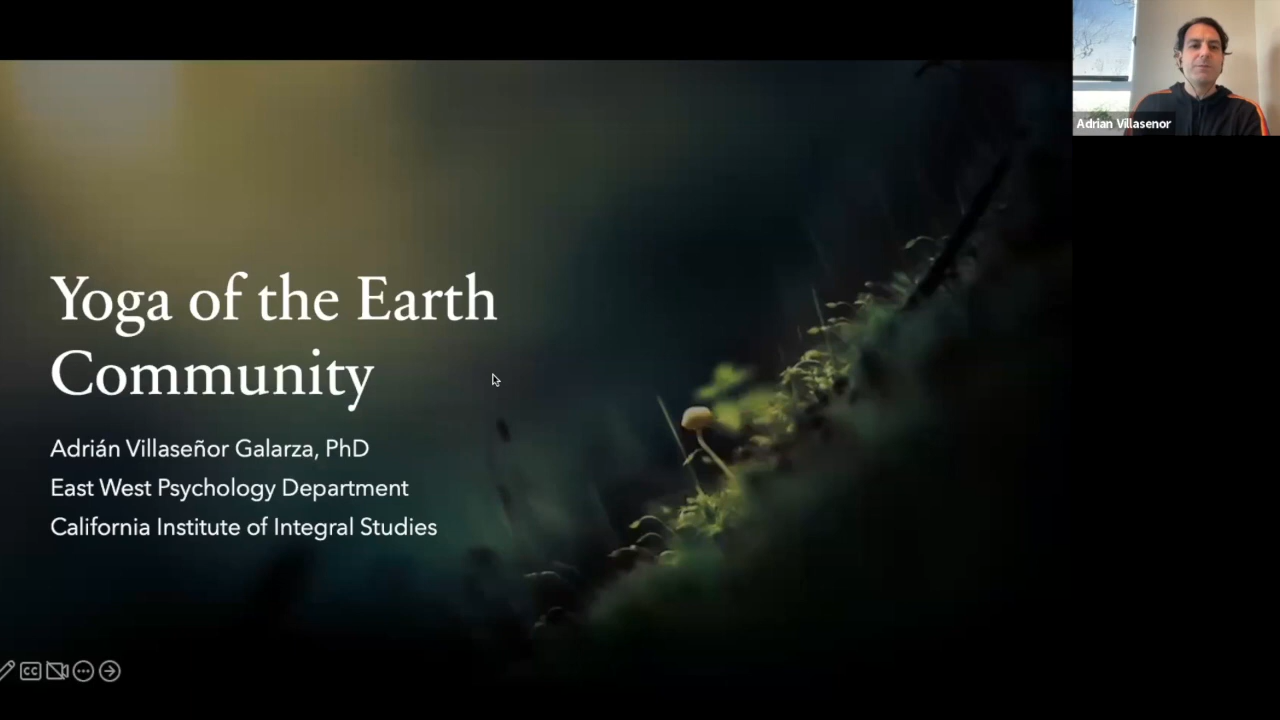 Yoga of the Earth
Community
Adrián Villaseñor Galarza, PhD
East West Psychology Department
California Institute of Integral Studies
Adrian Villasenor
CC